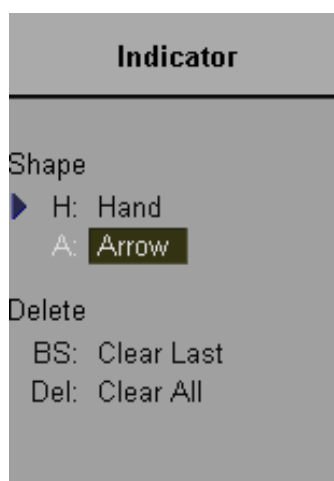 Indicator
Shape
H: Hand
A: Arrow
Delete
BS: Clear Last
Del: Clear All